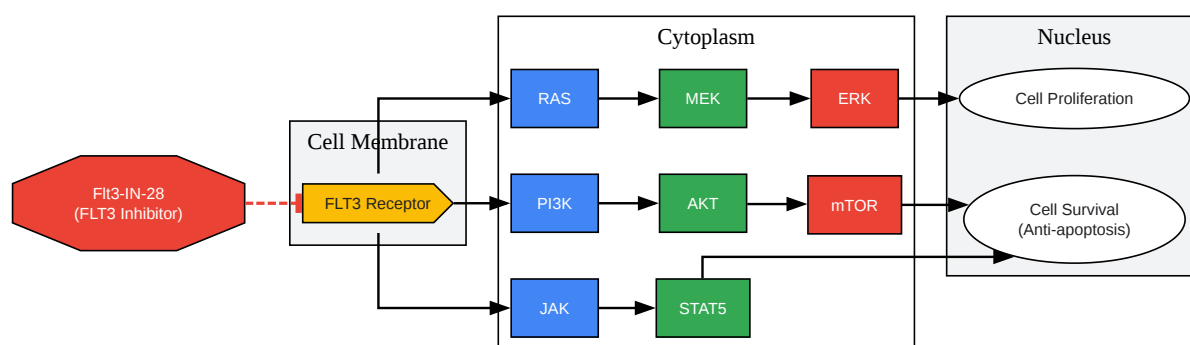 Cytoplasm
Nucleus
RAS
MEK
ERK
Cell Proliferation
Cell Membrane
Flt3-IN-28
(FLT3 Inhibitor)
FLT3 Receptor
PI3K
AKT
mTOR
Cell Survival
(Anti-apoptosis)
JAK
STAT5